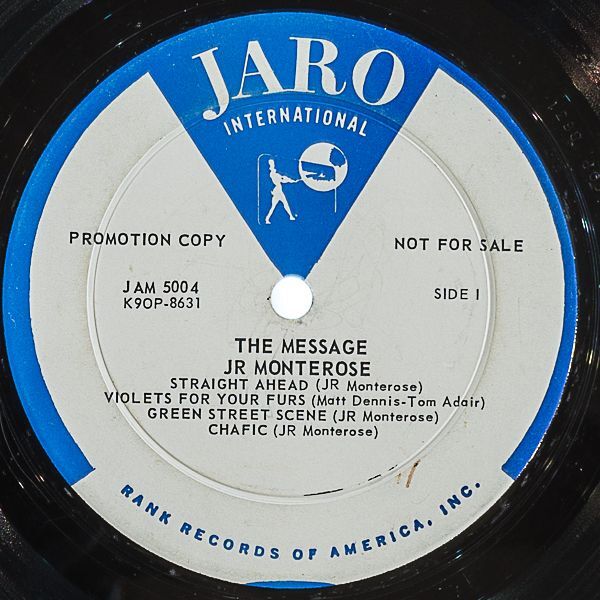 JARO
INTERNATIONAL
PROMOTION COPY
NOT FOR SALE
JAM 5004
K9OP-8631
SIDE I
THE MESSAGE
JR MONTEROSE
STRAIGHT AHEAD (JR Monterose)
VIOLETS FOR YOUR FURS (Matt Dennis-Tom Adair)
GREEN STREET SCENE (JR Monterose)
CHAFIC (JR Monterose)
RANK RECORDS OF AMERICA, INC.